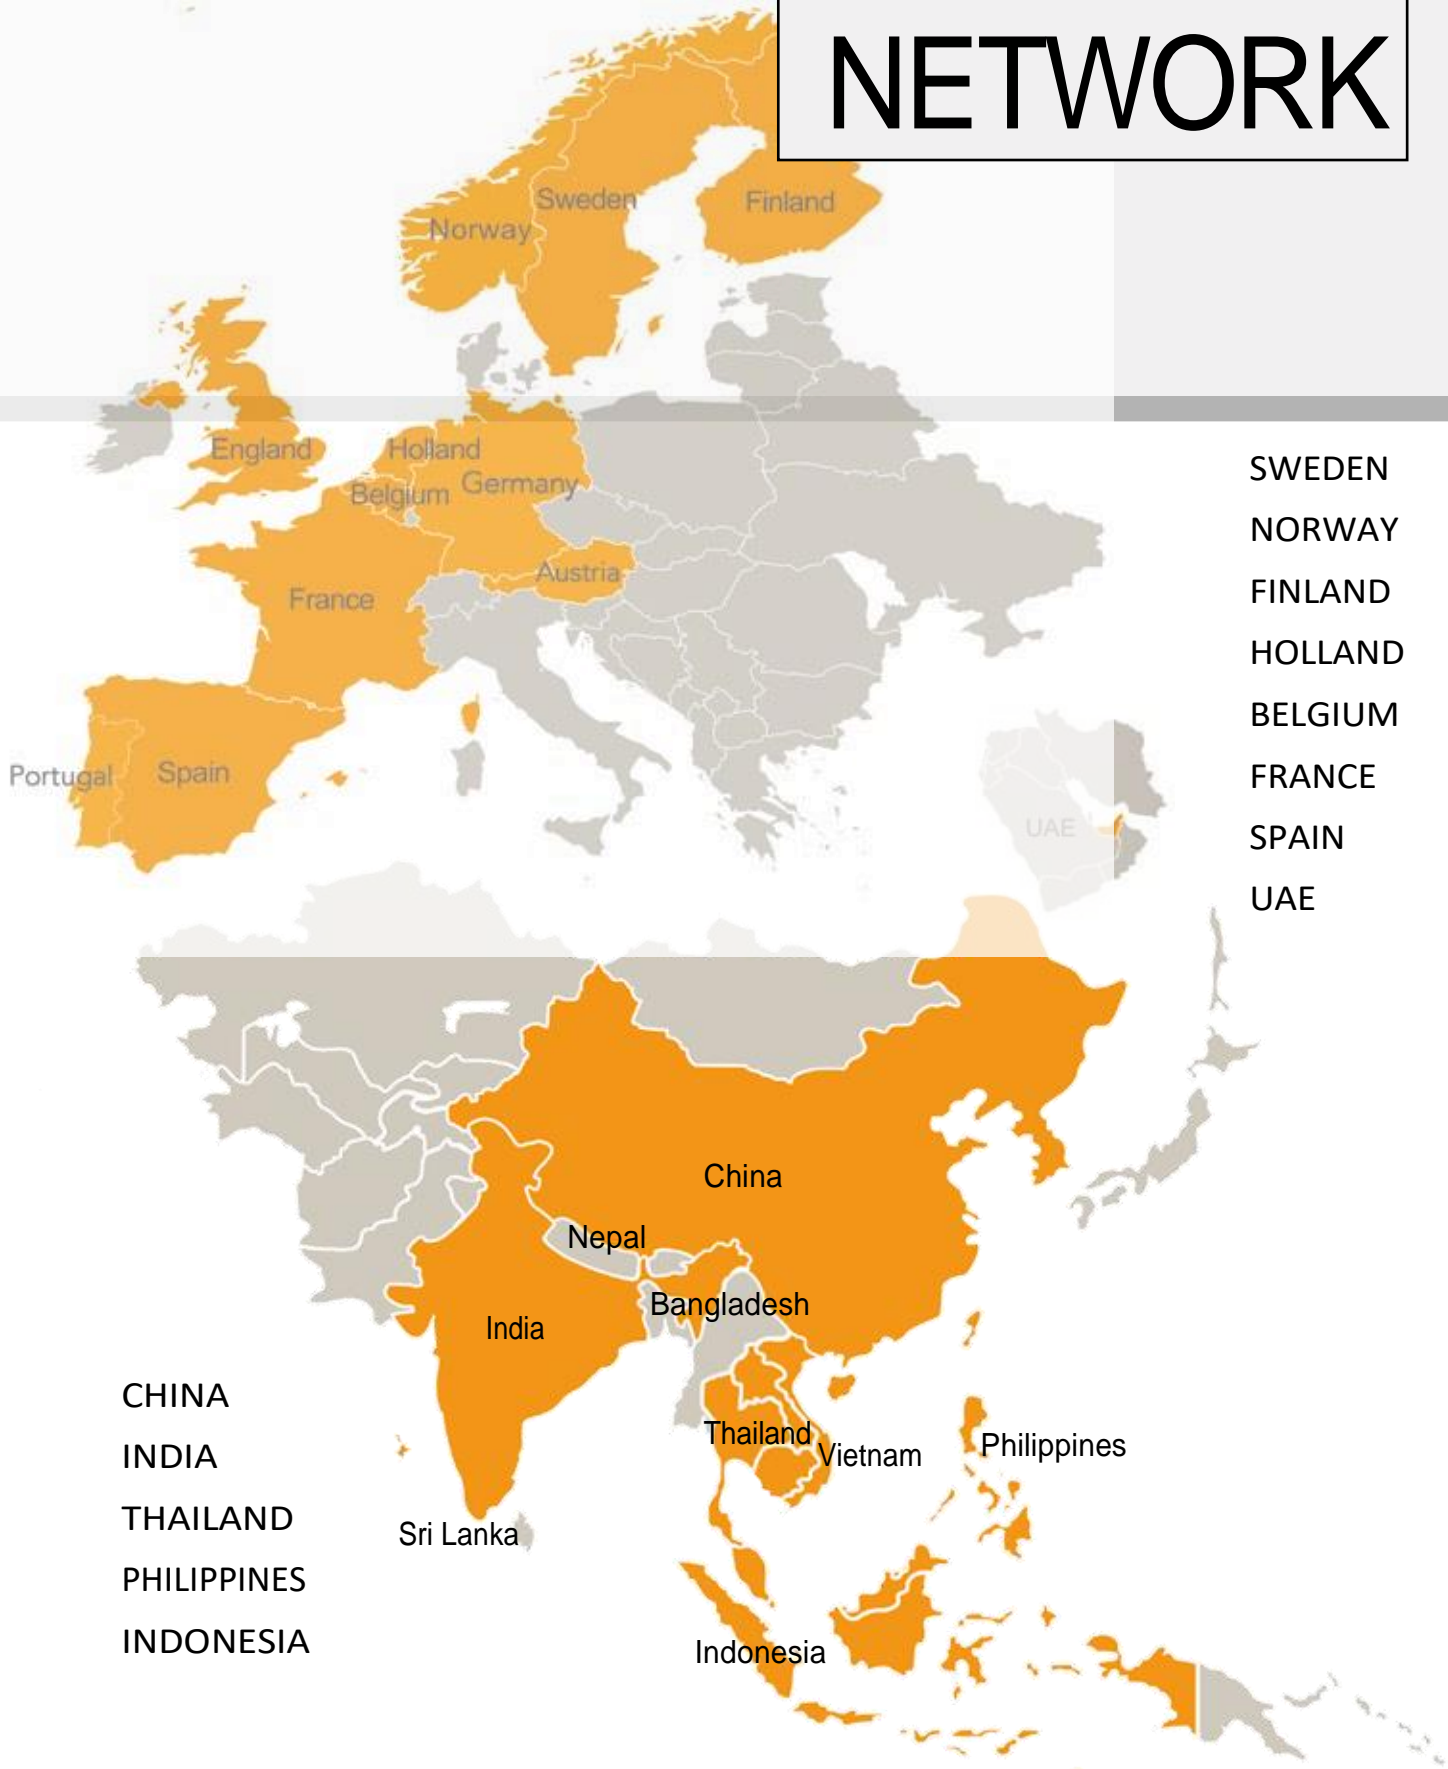 NETWORK
Sweden
Finland
Norway
England
Holland
Germany
Belgium
Austria
France
Portugal
Spain
UAE
SWEDEN
NORWAY
FINLAND
HOLLAND
BELGIUM
FRANCE
SPAIN
UAE
China
Nepal
Bangladesh
India
Thailand
Vietnam
Philippines
Sri Lanka
Indonesia
CHINA
INDIA
THAILAND
PHILIPPINES
INDONESIA